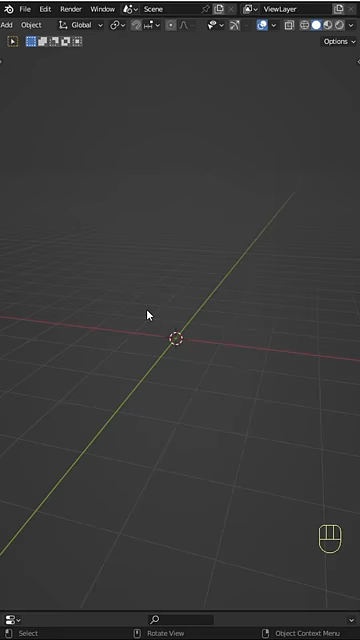 File Edit Render Window Scene ViewLayer
Add Object Global
Options
Select Rotate View Object Context Menu